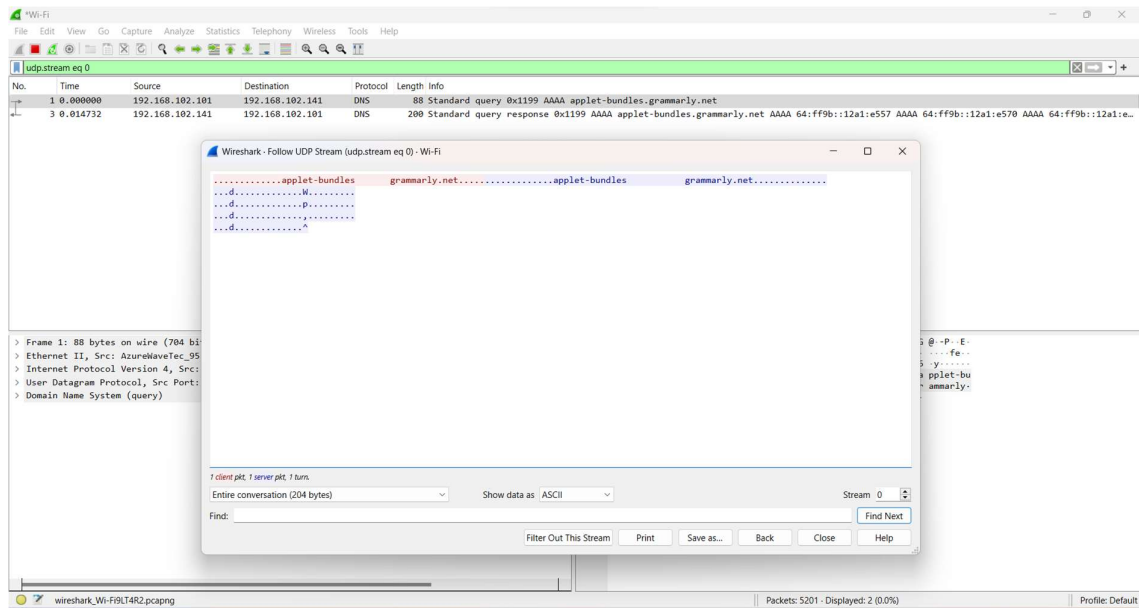 *Wi-Fi
File Edit View Go Capture Analyze Statistics Telephony Wireless Tools Help
udp.stream eq 0
No. Time Source Destination Protocol Length Info
1 0.000000 192.168.102.101 192.168.102.141 DNS 88 Standard query 0x1199 AAAA applet-bundles.grammarly.net
3 0.014732 192.168.102.141 192.168.102.101 DNS 200 Standard query response 0x1199 AAAA applet-bundles.grammarly.net AAAA 64:ff9b::12a1:e557 AAAA 64:ff9b::12a1:e570 AAAA 64:ff9b::12a1:e…
Wireshark · Follow UDP Stream (udp.stream eq 0) · Wi-Fi
.............applet-bundles grammarly.net......................applet-bundles grammarly.net..............
...d.............W.........
...d.............p.........
...d.............,.........
...d.............^
> Frame 1: 88 bytes on wire (704 bi
> Ethernet II, Src: AzureWaveTec_95
> Internet Protocol Version 4, Src:
> User Datagram Protocol, Src Port:
> Domain Name System (query)
G @·-P··E·
····fe··
S ·y······
a pplet-bu
r ammarly·
1 client pkt, 1 server pkt, 1 turn.
Entire conversation (204 bytes) Show data as ASCII Stream 0
Find: Find Next
Filter Out This Stream Print Save as... Back Close Help
wireshark_Wi-Fi9LT4R2.pcapng Packets: 5201 · Displayed: 2 (0.0%) Profile: Default